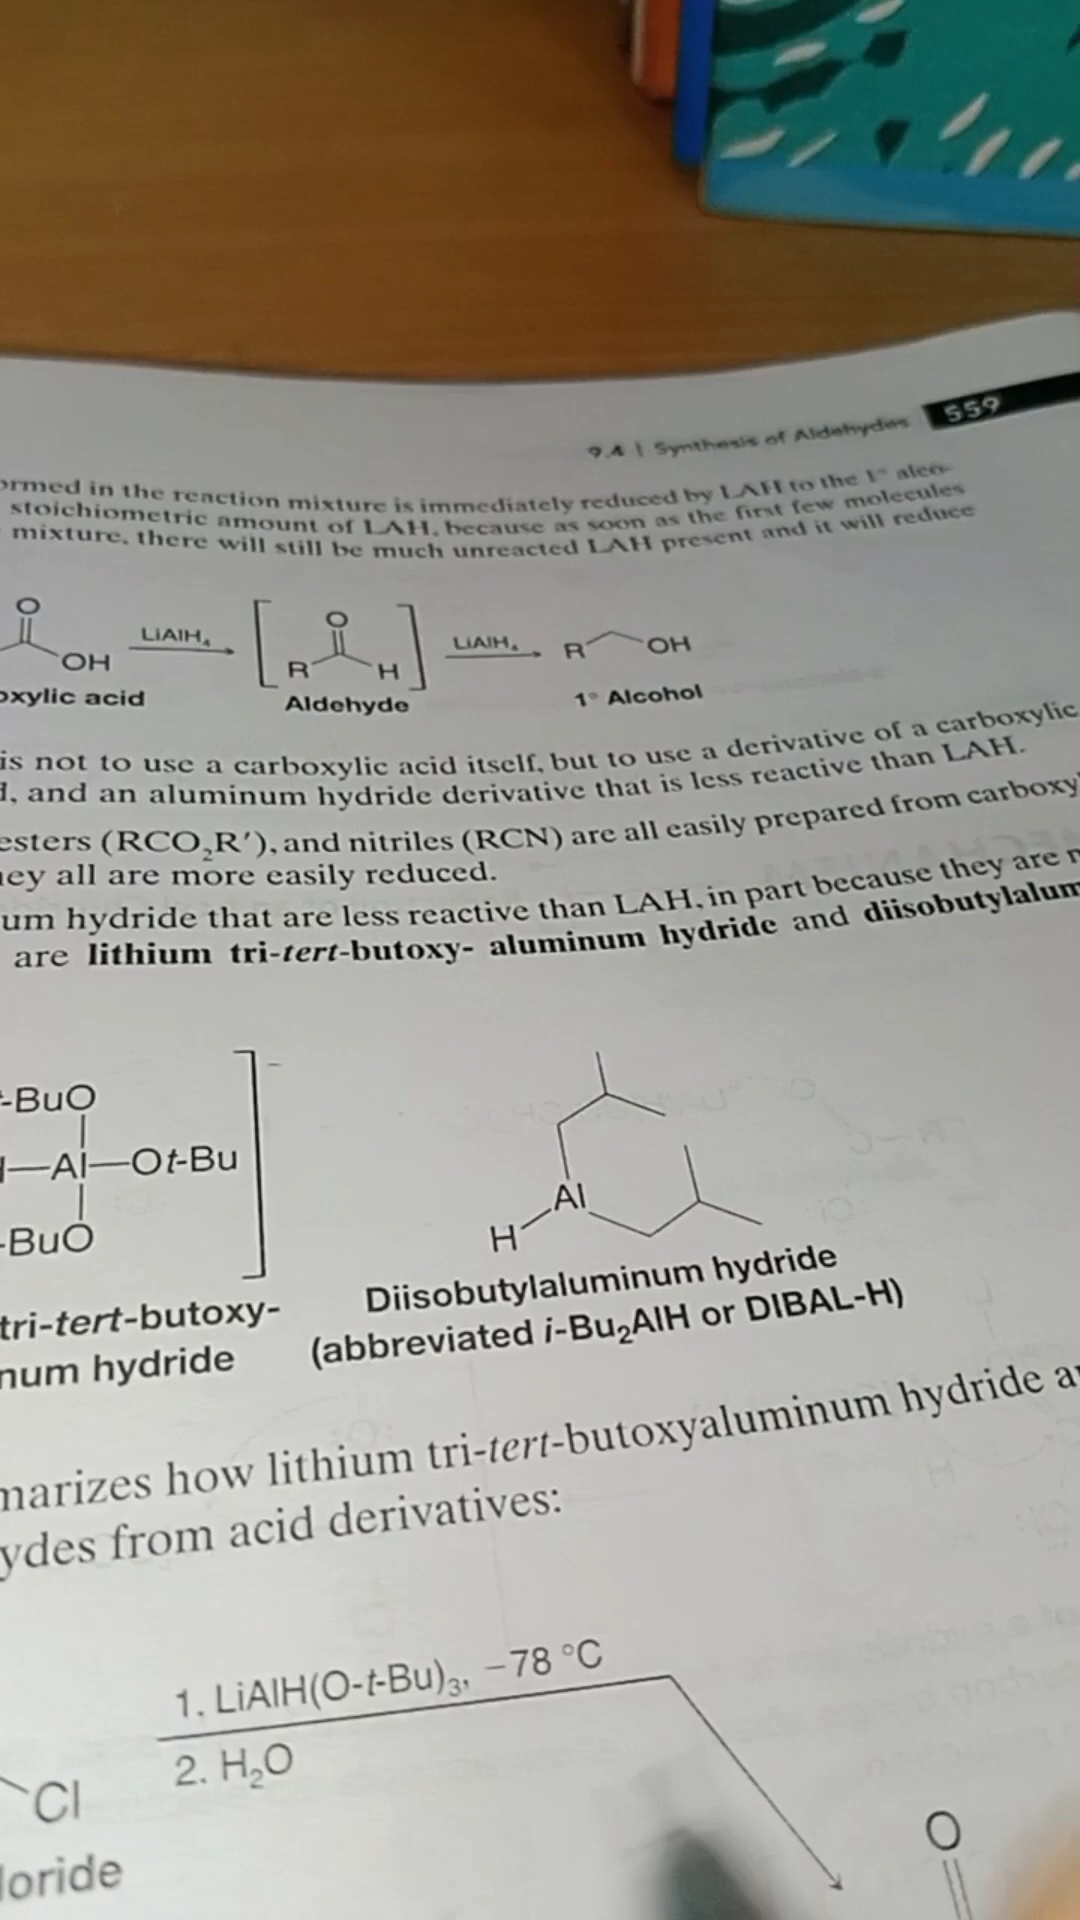 9.4 | Synthesis of Aldehydes 559
ormed in the reaction mixture is immediately reduced by LAH to the 1° alco-
stoichiometric amount of LAH, because as soon as the first few molecules
mixture, there will still be much unreacted LAH present and it will reduce
O
OH
LiAlH₄
O
R H
LiAlH₄
R OH
oxylic acid
Aldehyde
1° Alcohol
is not to use a carboxylic acid itself, but to use a derivative of a carboxylic
d, and an aluminum hydride derivative that is less reactive than LAH.
esters (RCO₂R′), and nitriles (RCN) are all easily prepared from carboxy
ey all are more easily reduced.
um hydride that are less reactive than LAH, in part because they are
are lithium tri-tert-butoxy- aluminum hydride and diisobutylalum
t-BuO
H—Al—Ot-Bu
-BuO
−
Al
H
tri-tert-butoxy-
num hydride
Diisobutylaluminum hydride
(abbreviated i-Bu₂AlH or DIBAL-H)
marizes how lithium tri-tert-butoxyaluminum hydride a
ydes from acid derivatives:
1. LiAlH(O-t-Bu)₃, −78 °C
2. H₂O
Cl
loride
O